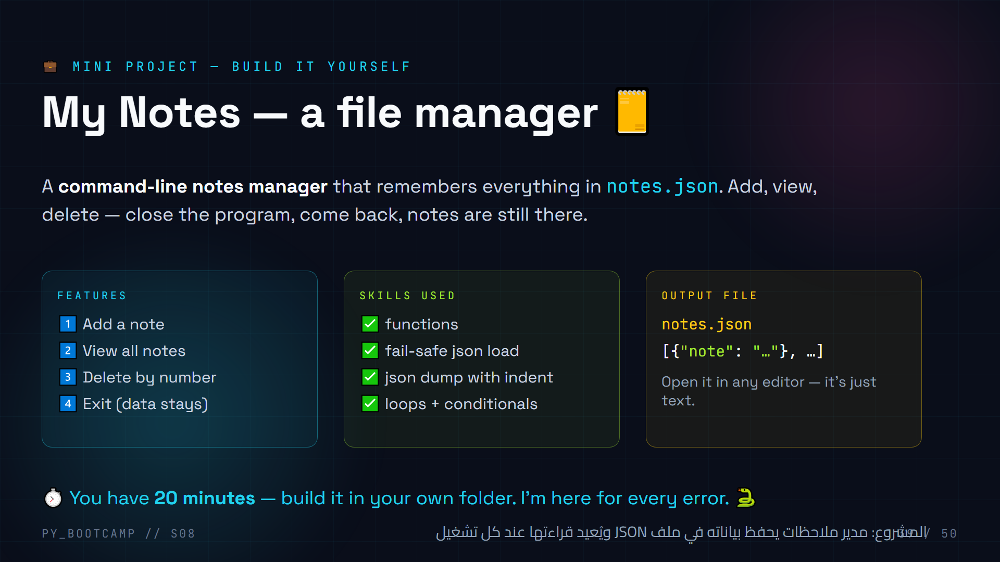 MINI PROJECT — BUILD IT YOURSELF
My Notes — a file manager
A command-line notes manager that remembers everything in notes.json. Add, view,
delete — close the program, come back, notes are still there.
FEATURES
1 Add a note
2 View all notes
3 Delete by number
4 Exit (data stays)
SKILLS USED
✅ functions
✅ fail-safe json load
✅ json dump with indent
✅ loops + conditionals
OUTPUT FILE
notes.json
[{"note": "…"}, …]
Open it in any editor — it's just
text.
You have 20 minutes — build it in your own folder. I'm here for every error.
PY_BOOTCAMP // S08
المشروع: مدير ملاحظات يحفظ بياناته في ملف JSON ويُعيد قراءتها عند كل تشغيل
/ 50